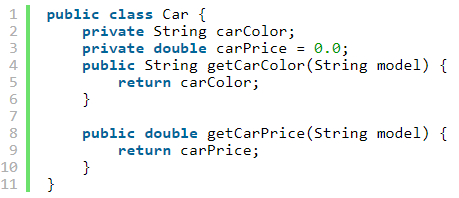 1 public class Car {
2     private String carColor;
3     private double carPrice = 0.0;
4     public String getCarColor(String model) {
5         return carColor;
6     }
7
8     public double getCarPrice(String model) {
9         return carPrice;
10     }
11 }